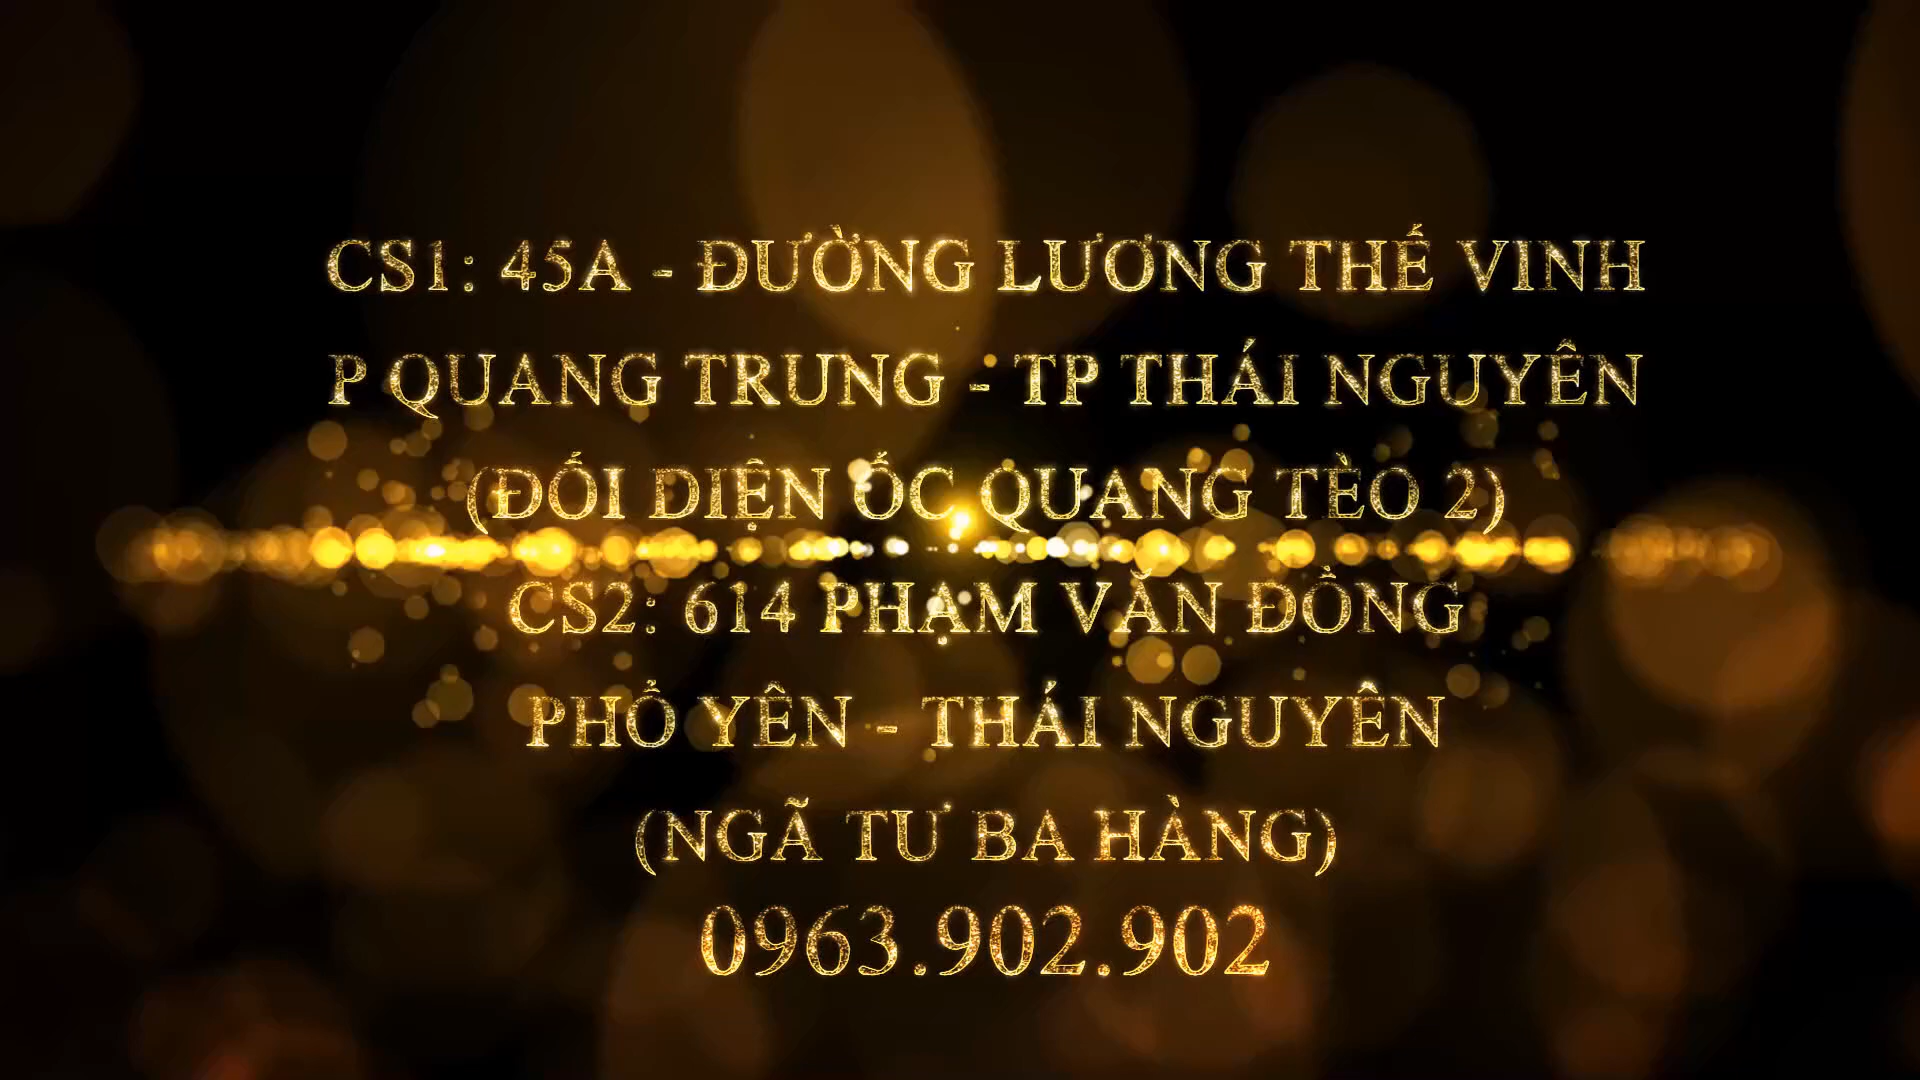 CS1: 45A - ĐƯỜNG LƯƠNG THẾ VINH
P QUANG TRUNG - TP THÁI NGUYÊN
(ĐỐI DIỆN ỐC QUANG TÈO 2)
CS2: 614 PHẠM VĂN ĐỒNG
PHỔ YÊN - THÁI NGUYÊN
(NGÃ TƯ BA HÀNG)
0963.902.902